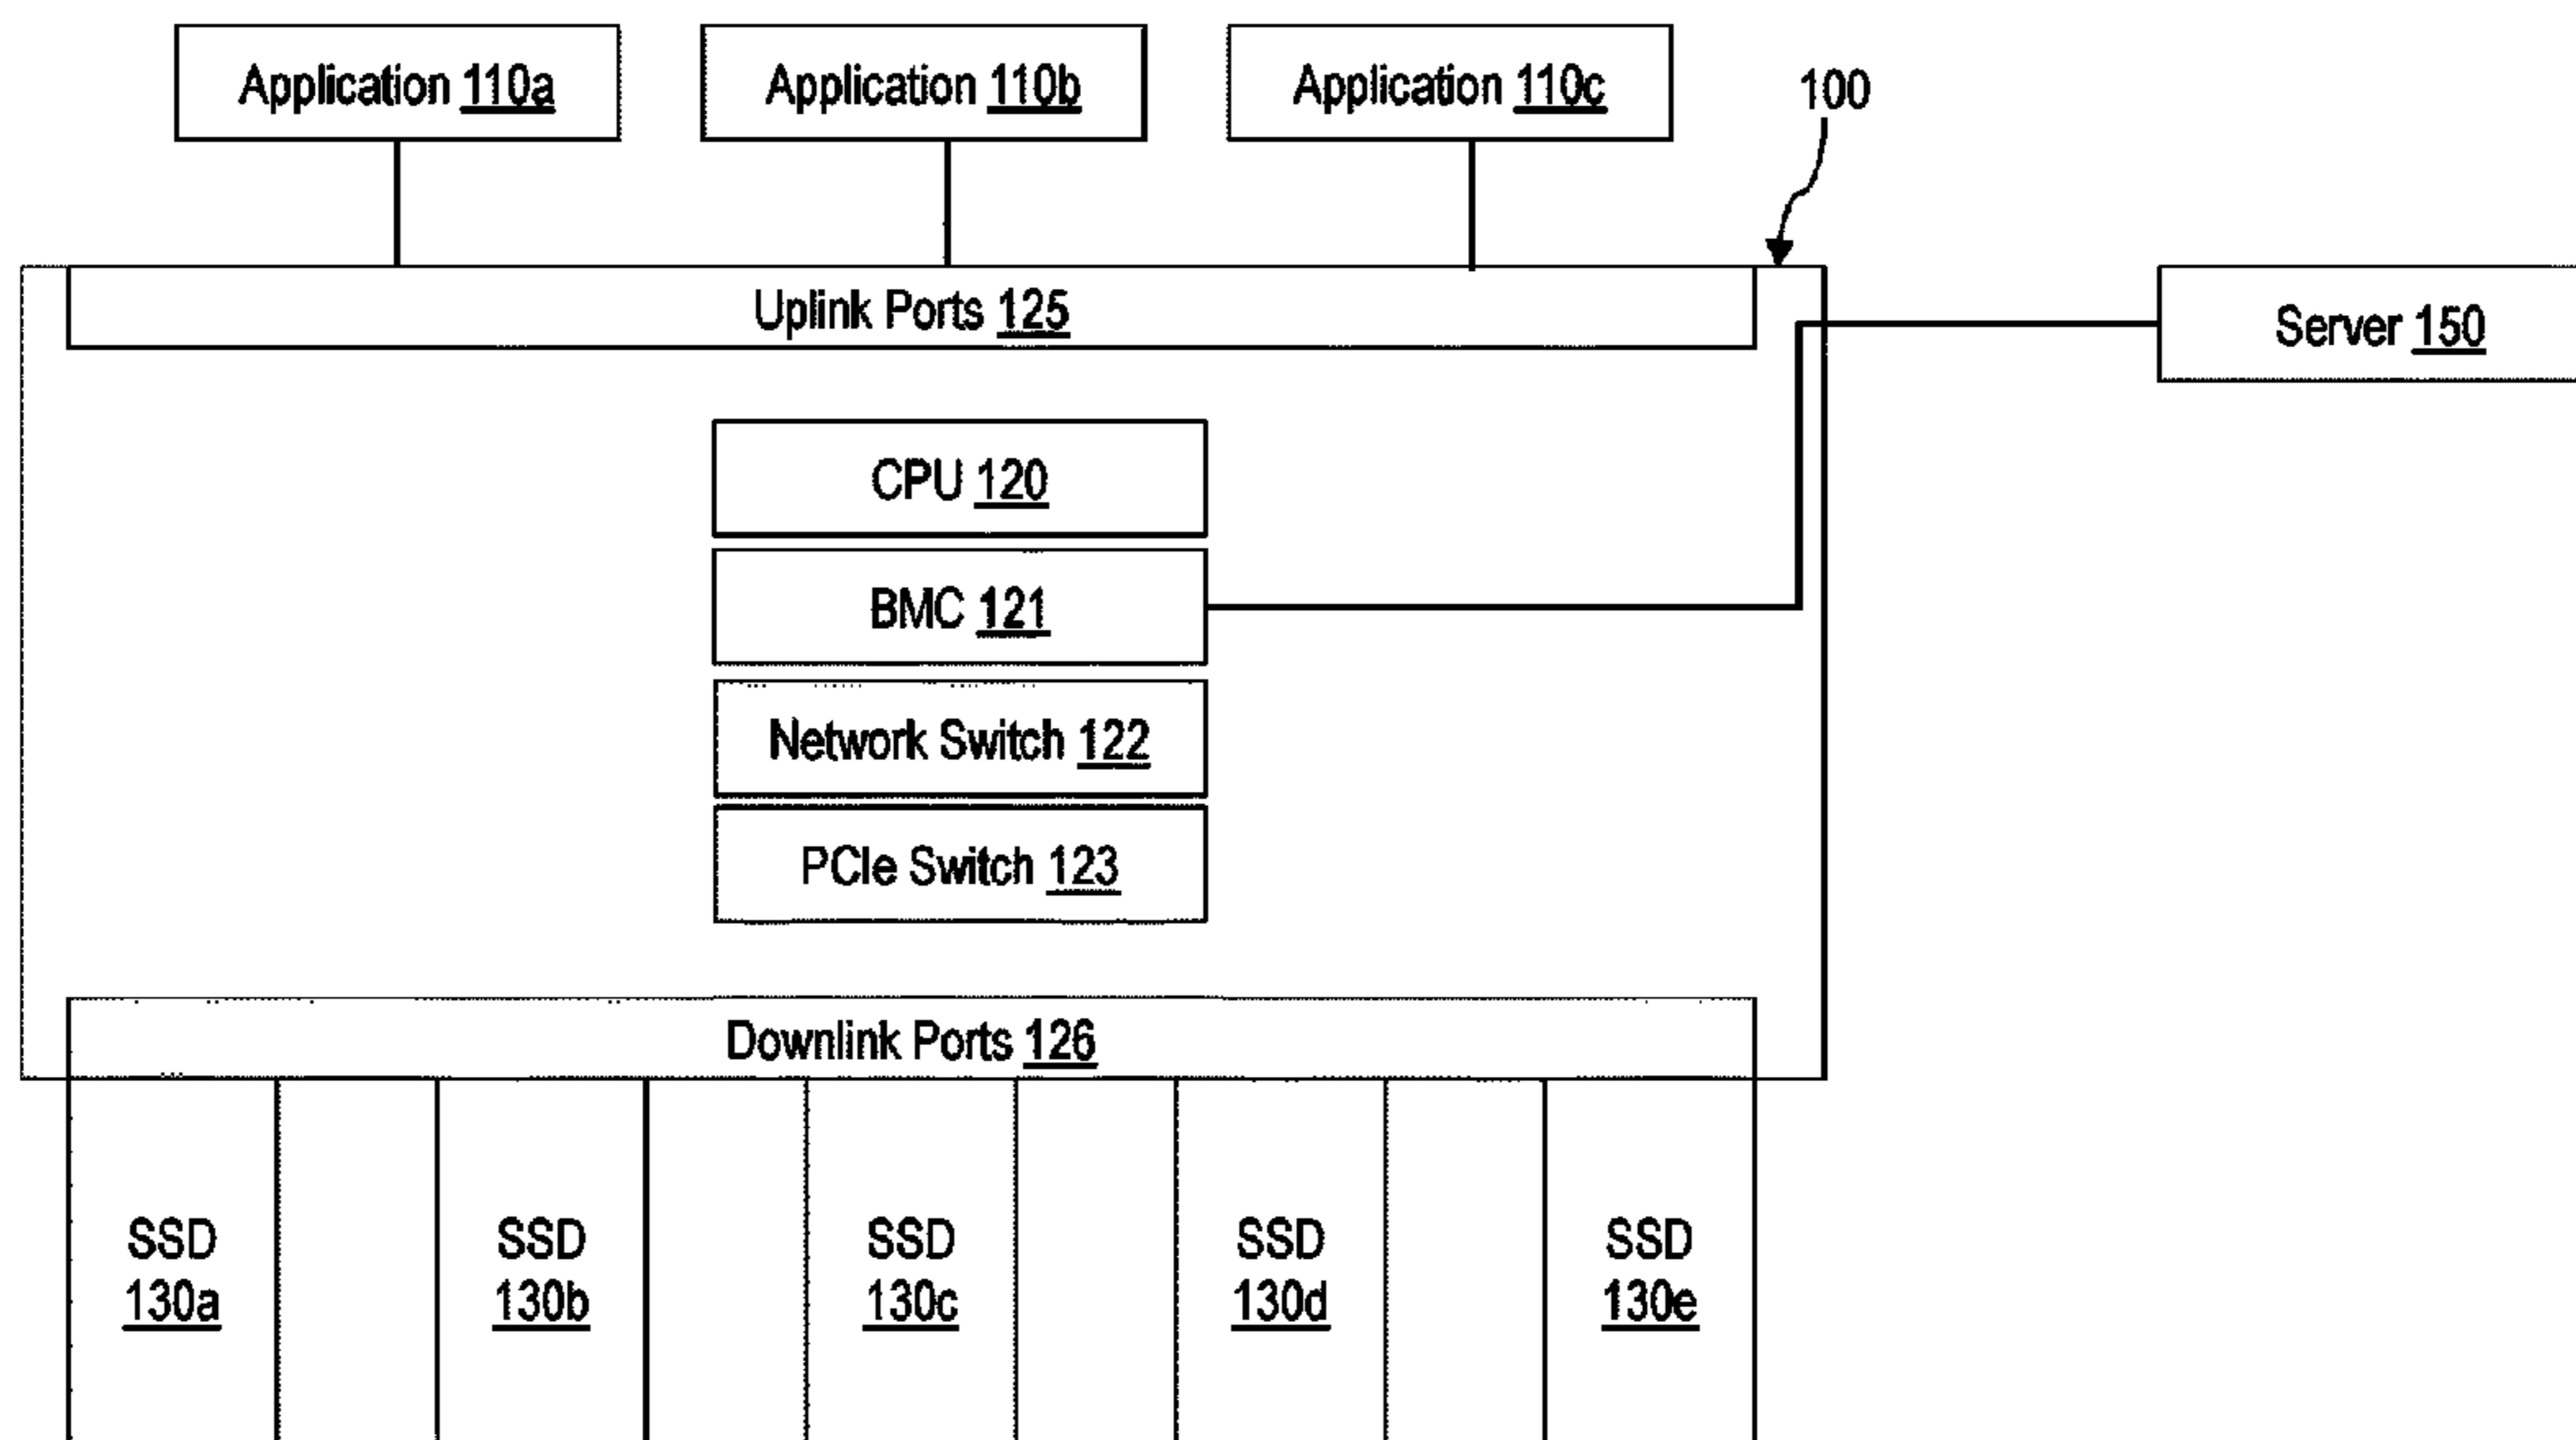 Application 110a
Application 110b
Application 110c
100
Uplink Ports 125
Server 150
CPU 120
BMC 121
Network Switch 122
PCIe Switch 123
Downlink Ports 126
SSD
130a
SSD
130b
SSD
130c
SSD
130d
SSD
130e